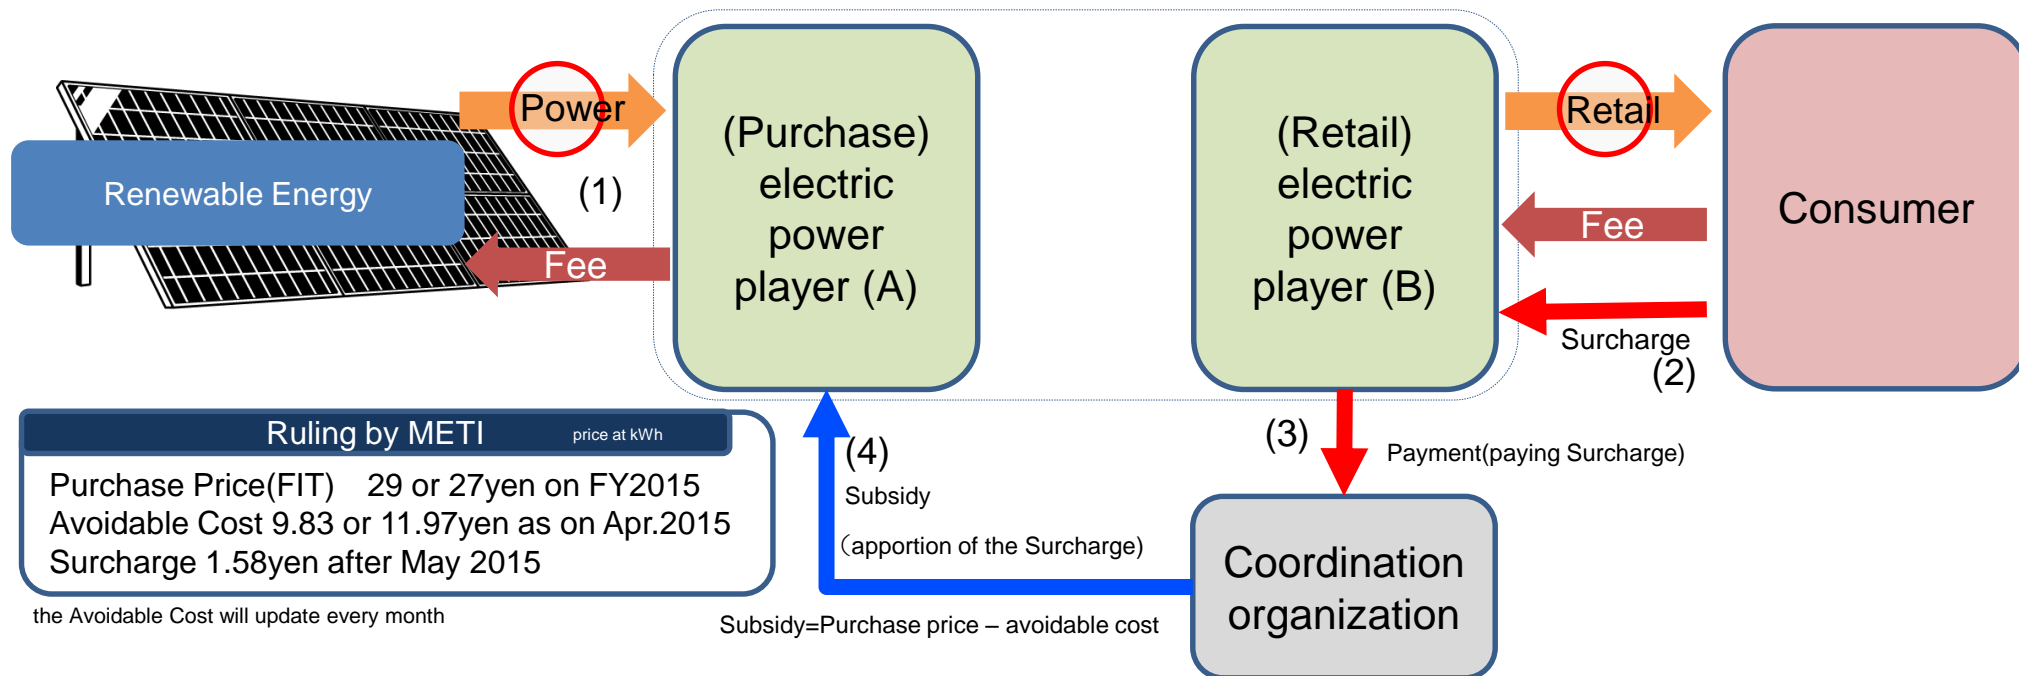 Power
(1)
Renewable Energy
Fee
(Purchase)
electric
power
player (A)
(Retail)
electric
power
player (B)
Retail
Fee
Surcharge
(2)
Consumer
Ruling by METI price at kWh
Purchase Price(FIT) 29 or 27yen on FY2015
Avoidable Cost 9.83 or 11.97yen as on Apr.2015
Surcharge 1.58yen after May 2015
the Avoidable Cost will update every month
(4)
Subsidy
（apportion of the Surcharge)
Subsidy=Purchase price – avoidable cost
(3)
Payment(paying Surcharge)
Coordination
organization